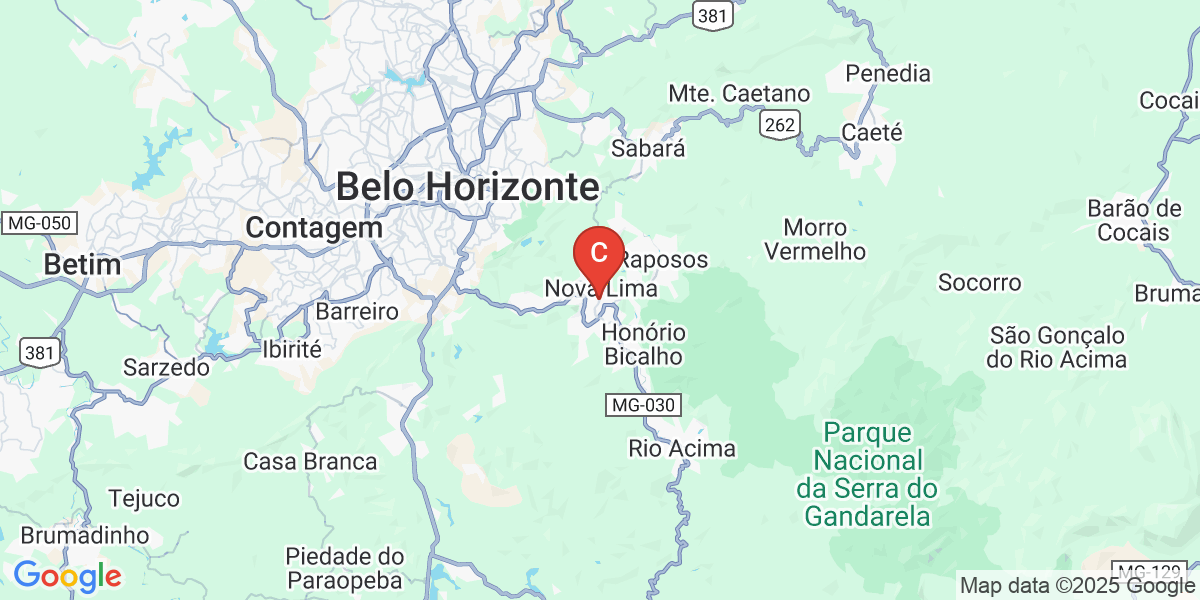 381
Penedia
Mte. Caetano
Cocai
262
Caeté
Sabará
Belo Horizonte
Barão de
Cocais
MG-050
Contagem
Morro
Vermelho
C
Raposos
Betim
Nova Lima
Socorro
Bruma
Barreiro
Honório
Bicalho
São Gonçalo
do Rio Acima
381
Ibirité
Sarzedo
MG-030
Rio Acima
Parque
Nacional
da Serra do
Gandarela
Casa Branca
Tejuco
Brumadinho
Piedade do
Paraopeba
Google
MG-129
Map data ©2025 Google